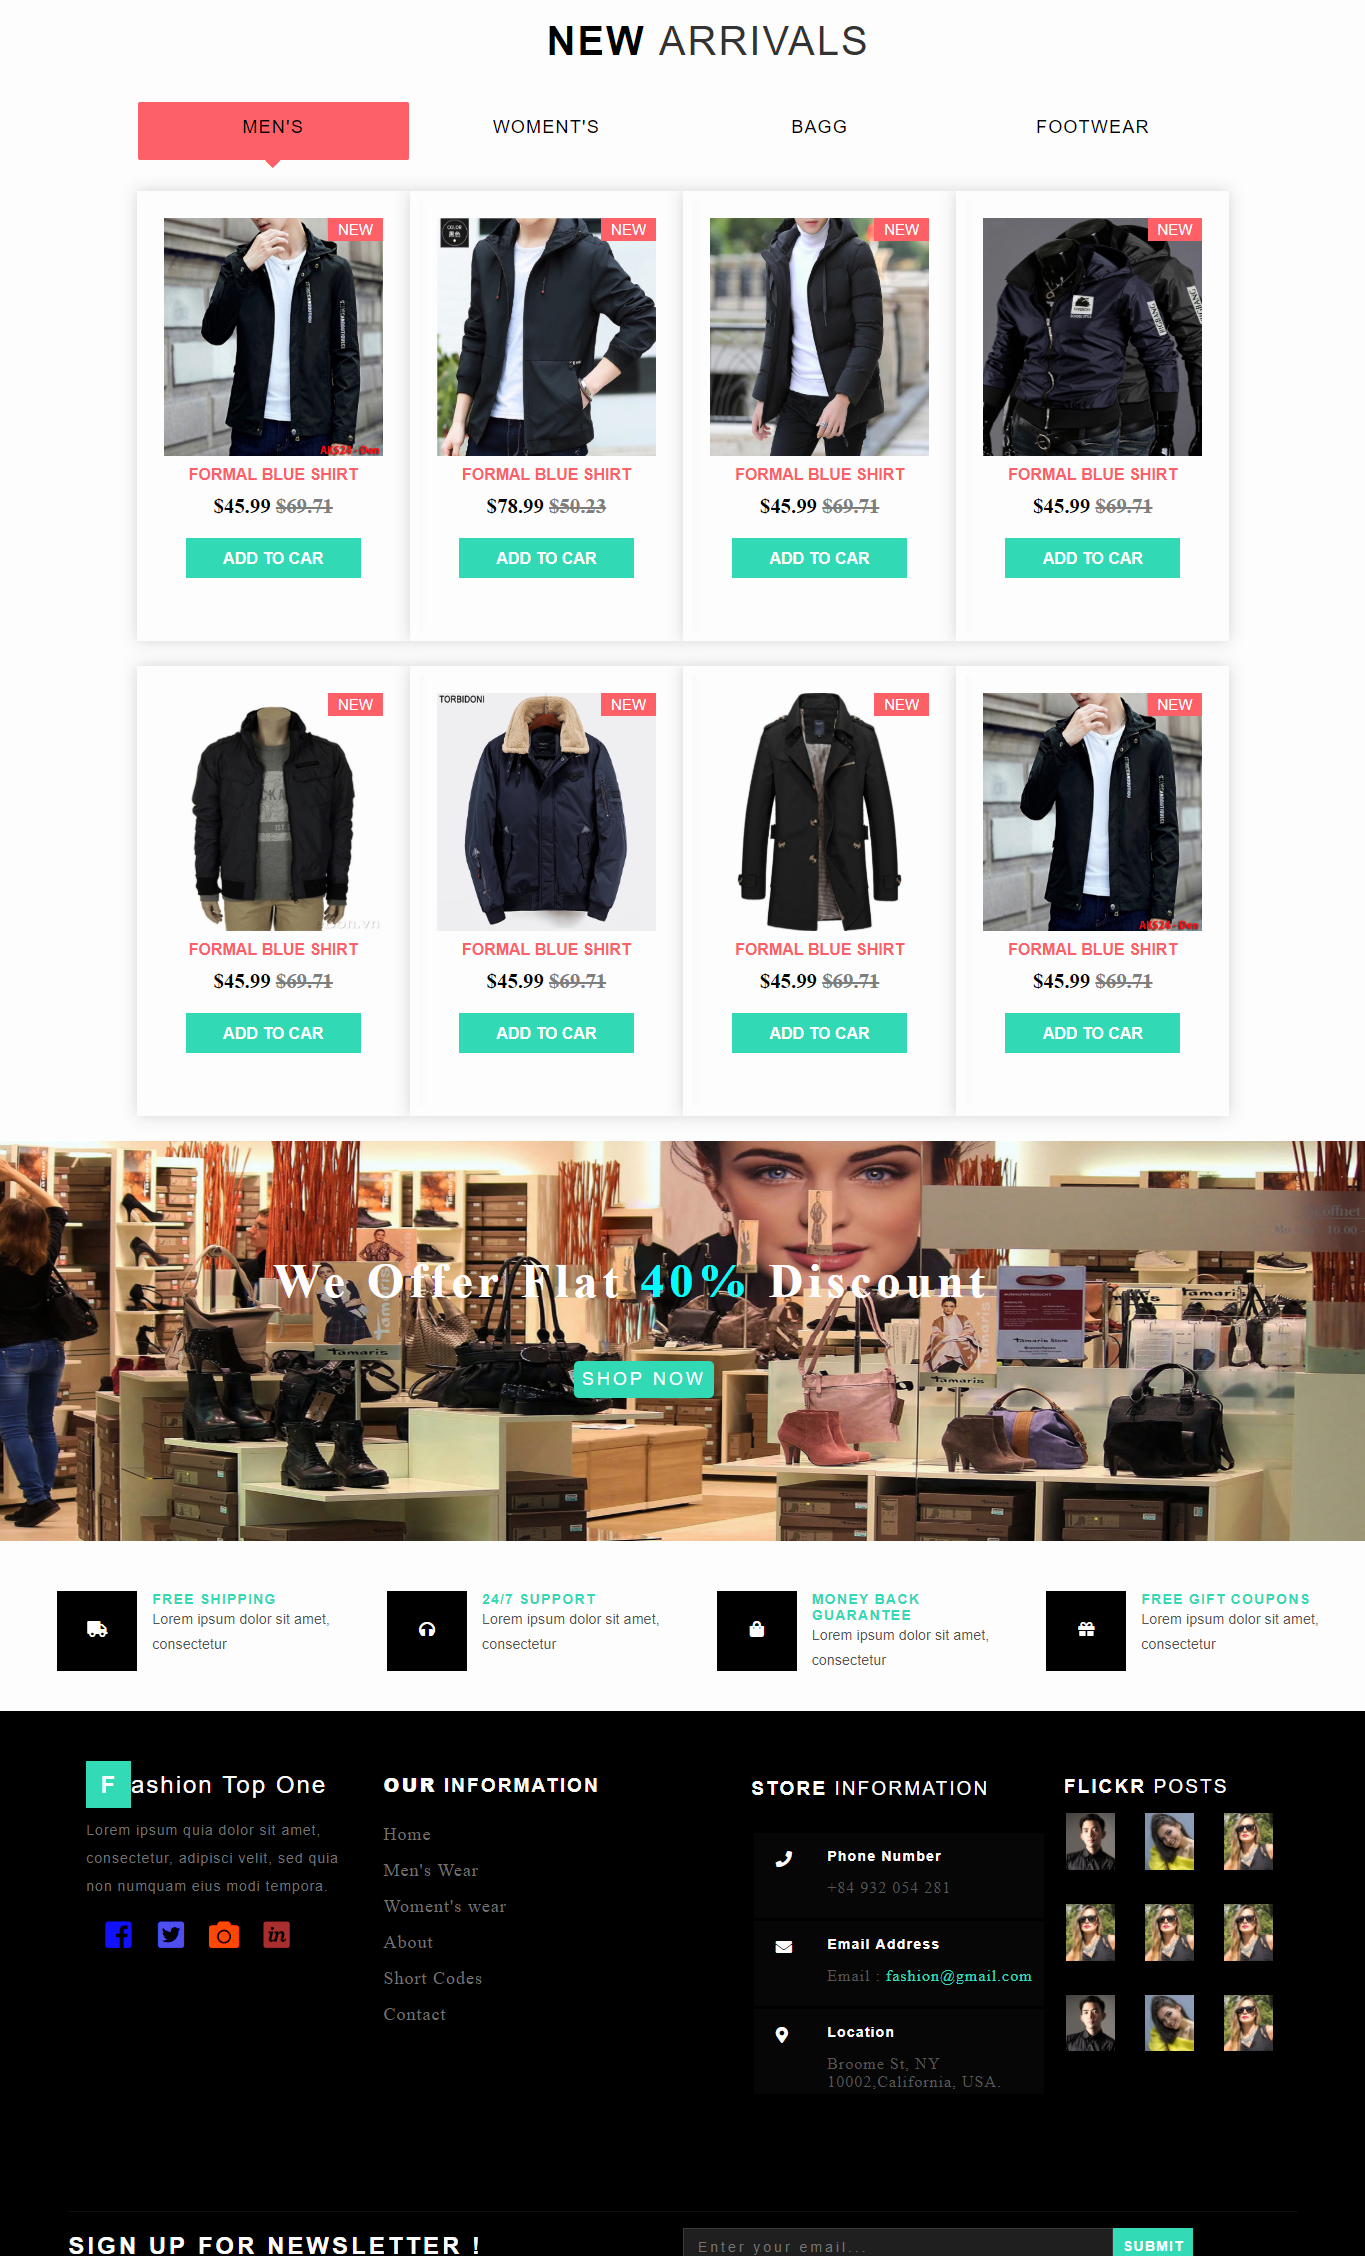 NEW ARRIVALS
MEN'S
WOMENT'S
BAGG
FOOTWEAR
NEW
NEW
NEW
NEW
AK524-Den
FORMAL BLUE SHIRT
FORMAL BLUE SHIRT
FORMAL BLUE SHIRT
FORMAL BLUE SHIRT
$45.99 $69.71
$78.99 $50.23
$45.99 $69.71
$45.99 $69.71
ADD TO CAR
ADD TO CAR
ADD TO CAR
ADD TO CAR
NEW
TORBIDONI
NEW
NEW
NEW
AK524-Den
FORMAL BLUE SHIRT
FORMAL BLUE SHIRT
FORMAL BLUE SHIRT
FORMAL BLUE SHIRT
$45.99 $69.71
$45.99 $69.71
$45.99 $69.71
$45.99 $69.71
ADD TO CAR
ADD TO CAR
ADD TO CAR
ADD TO CAR
We Offer Flat 40% Discount
Tamaris
Tamaris Store
Tamaris
SHOP NOW
FREE SHIPPING
Lorem ipsum dolor sit amet,
consectetur
24/7 SUPPORT
Lorem ipsum dolor sit amet,
consectetur
MONEY BACK
GUARANTEE
Lorem ipsum dolor sit amet,
consectetur
FREE GIFT COUPONS
Lorem ipsum dolor sit amet,
consectetur
Fashion Top One
Lorem ipsum quia dolor sit amet,
consectetur, adipisci velit, sed quia
non numquam eius modi tempora.
OUR INFORMATION
Home
Men's Wear
Woment's wear
About
Short Codes
Contact
STORE INFORMATION
Phone Number
+84 932 054 281
Email Address
Email : fashion@gmail.com
Location
Broome St, NY
10002,California, USA.
FLICKR POSTS
SIGN UP FOR NEWSLETTER !
Enter your email...
SUBMIT